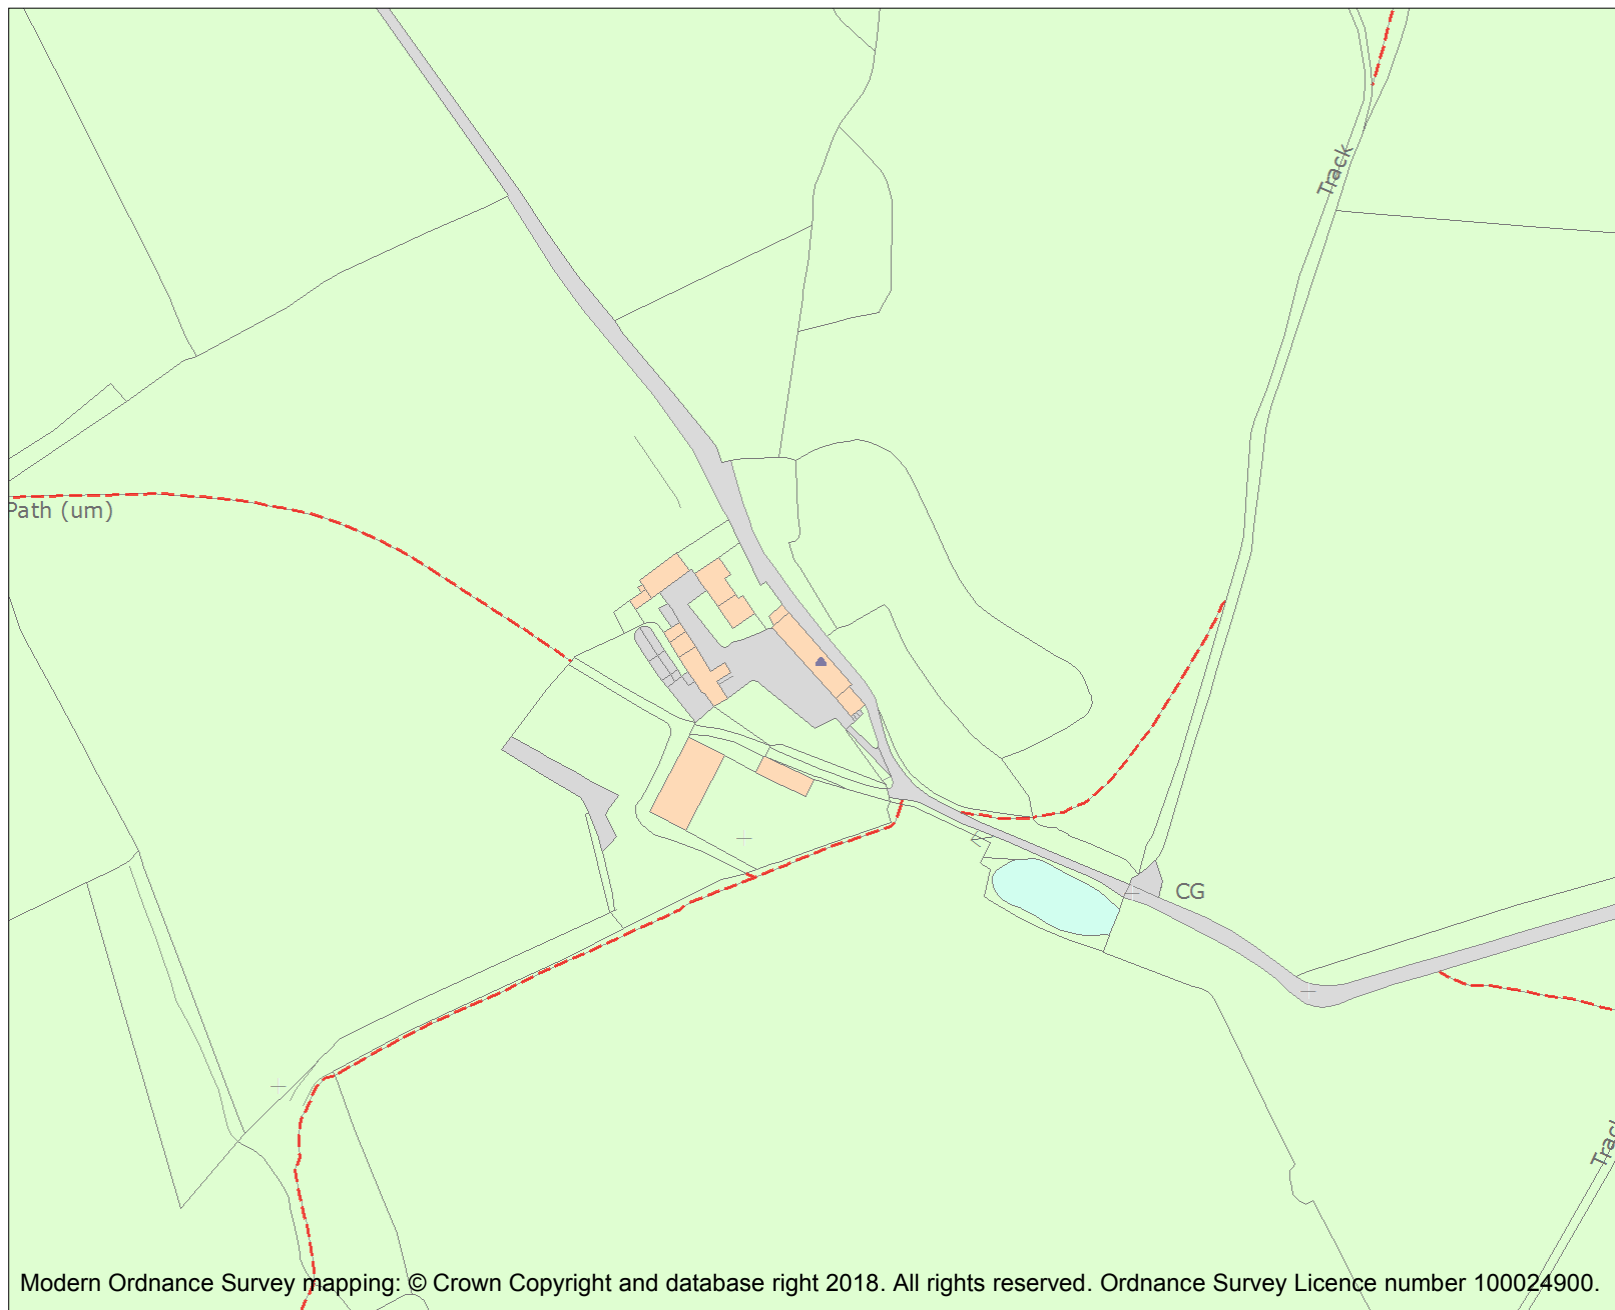 Track
Path (um)
CG
Modern Ordnance Survey mapping: © Crown Copyright and database right 2018. All rights reserved. Ordnance Survey Licence number 100024900.